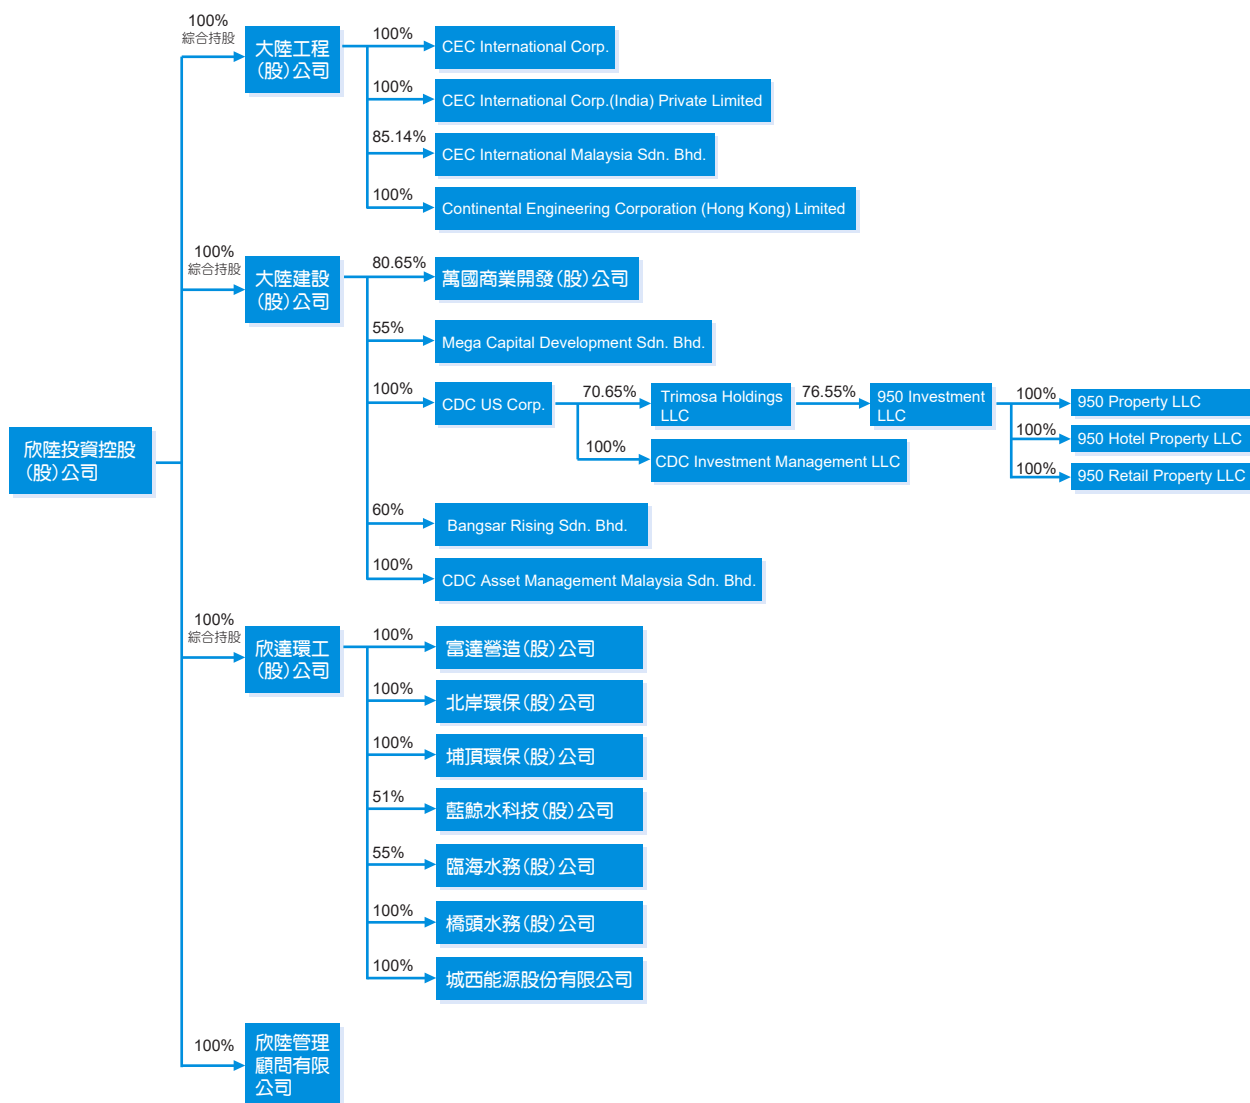 欣陸投資控股
(股)公司
100%
綜合持股
大陸工程
(股)公司
100%
CEC International Corp.
100%
CEC International Corp.(India) Private Limited
85.14%
CEC International Malaysia Sdn. Bhd.
100%
Continental Engineering Corporation (Hong Kong) Limited
100%
綜合持股
大陸建設
(股)公司
80.65%
萬國商業開發(股)公司
55%
Mega Capital Development Sdn. Bhd.
100%
CDC US Corp.
70.65%
Trimosa Holdings
LLC
76.55%
950 Investment
LLC
100%
950 Property LLC
100%
950 Hotel Property LLC
100%
950 Retail Property LLC
100%
CDC Investment Management LLC
60%
Bangsar Rising Sdn. Bhd.
100%
CDC Asset Management Malaysia Sdn. Bhd.
100%
綜合持股
欣達環工
(股)公司
100%
富達營造(股)公司
100%
北岸環保(股)公司
100%
埔頂環保(股)公司
51%
藍鯨水科技(股)公司
55%
臨海水務(股)公司
100%
橋頭水務(股)公司
100%
城西能源股份有限公司
100%
欣陸管理
顧問有限
公司